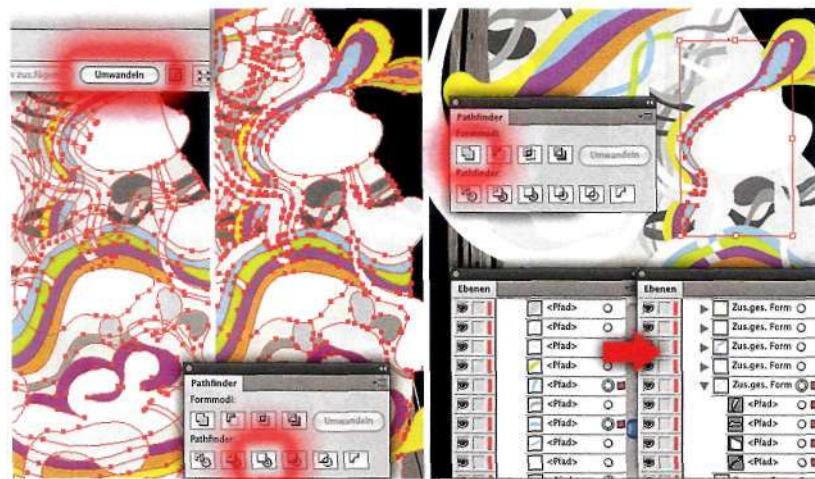 v zus.fügen
Umwandeln
Pathfinder
Formmodi:
Umwandeln
Pathfinder:
Pathfinder
Formmodi:
Umwandeln
Pathfinder:
Ebenen
<Pfad>
<Pfad>
<Pfad>
<Pfad>
<Pfad>
<Pfad>
<Pfad>
<Pfad>
<Pfad>
Ebenen
Zus.ges. Form
Zus.ges. Form
Zus.ges. Form
Zus.ges. Form
Zus.ges. Form
<Pfad>
<Pfad>
<Pfad>
<Pfad>